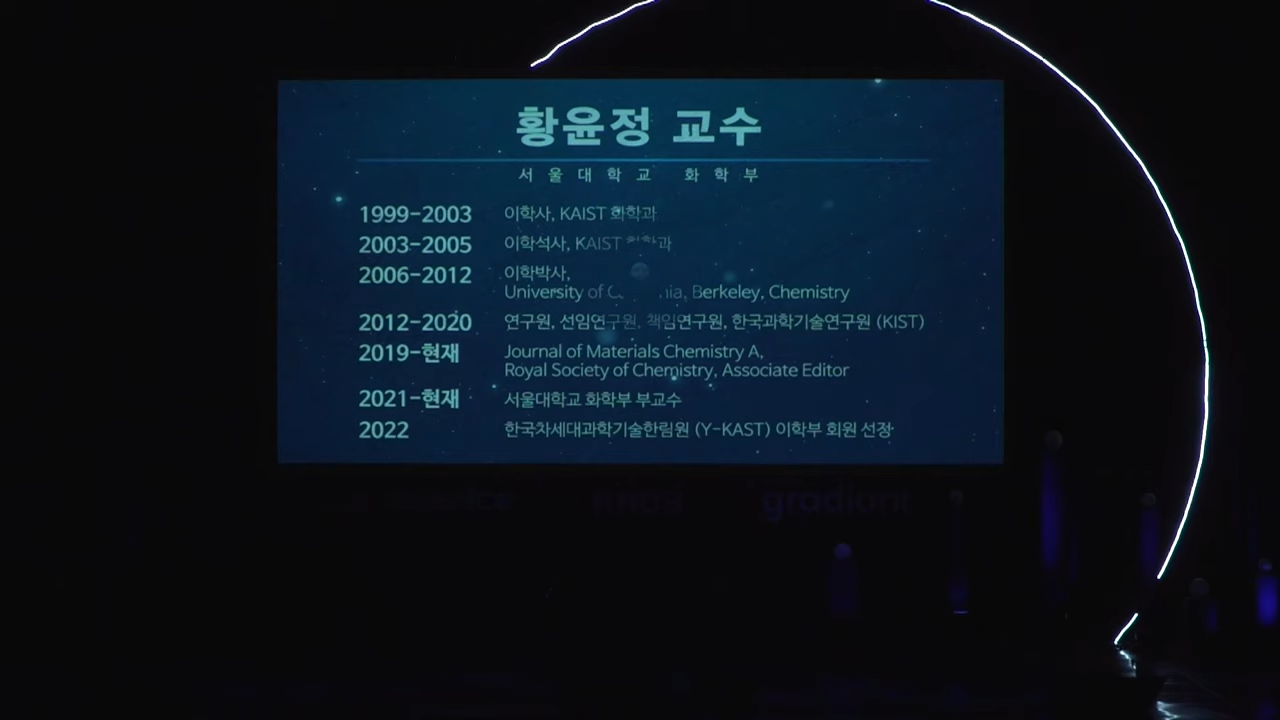 황윤정 교수
서울대학교 화학부
1999-2003 이학사, KAIST 화학과
2003-2005 이학석사, KAIST
2006-2012 이학박사,
University of Berkeley, Chemistry
2012-2020 연구원, 선임연구원, 책임연구원, 한국과학기술연구원 (KIST)
2019-현재 Journal of Materials Chemistry A,
Royal Society of Chemistry, Associate Editor
2021-현재 서울대학교 화학부 부교수
2022 한국차세대과학기술한림원 (Y-KAST) 이학부 회원 선정
gradient